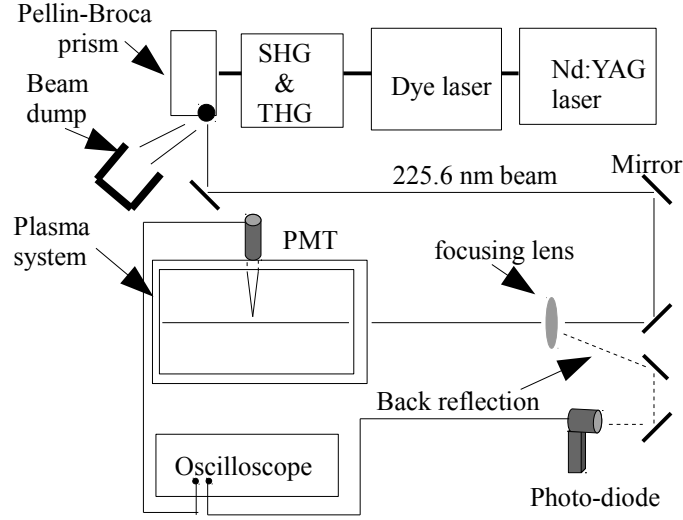 Pellin-Broca
prism
SHG
&
THG
Dye laser
Nd:YAG
laser
Beam
dump
Mirror
225.6 nm beam
Plasma
system
PMT
focusing lens
Back reflection
Oscilloscope
Photo-diode